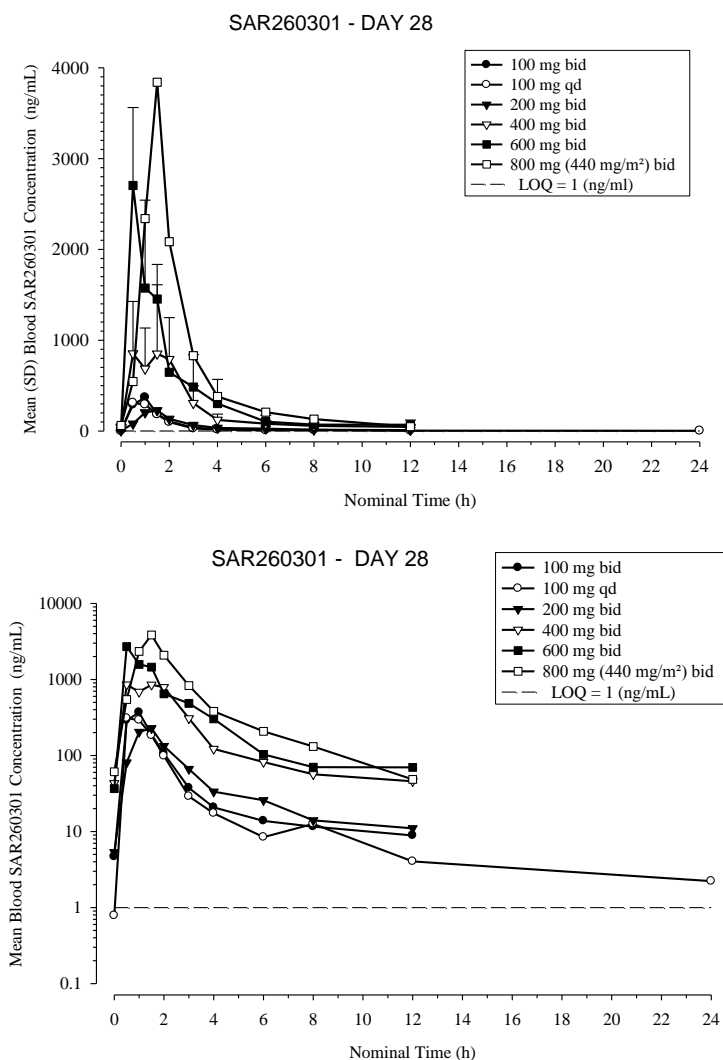 SAR260301 - DAY 28
100 mg bid
100 mg qd
200 mg bid
400 mg bid
600 mg bid
800 mg (440 mg/m²) bid
LOQ = 1 (ng/ml)
Mean (SD) Blood SAR260301 Concentration (ng/mL)
4000
3000
2000
1000
0
0 2 4 6 8 10 12 14 16 18 20 22 24
Nominal Time (h)
SAR260301 - DAY 28
100 mg bid
100 mg qd
200 mg bid
400 mg bid
600 mg bid
800 mg (440 mg/m²) bid
LOQ = 1 (ng/mL)
Mean Blood SAR260301 Concentration (ng/mL)
10000
1000
100
10
1
0.1
0 2 4 6 8 10 12 14 16 18 20 22 24
Nominal Time (h)